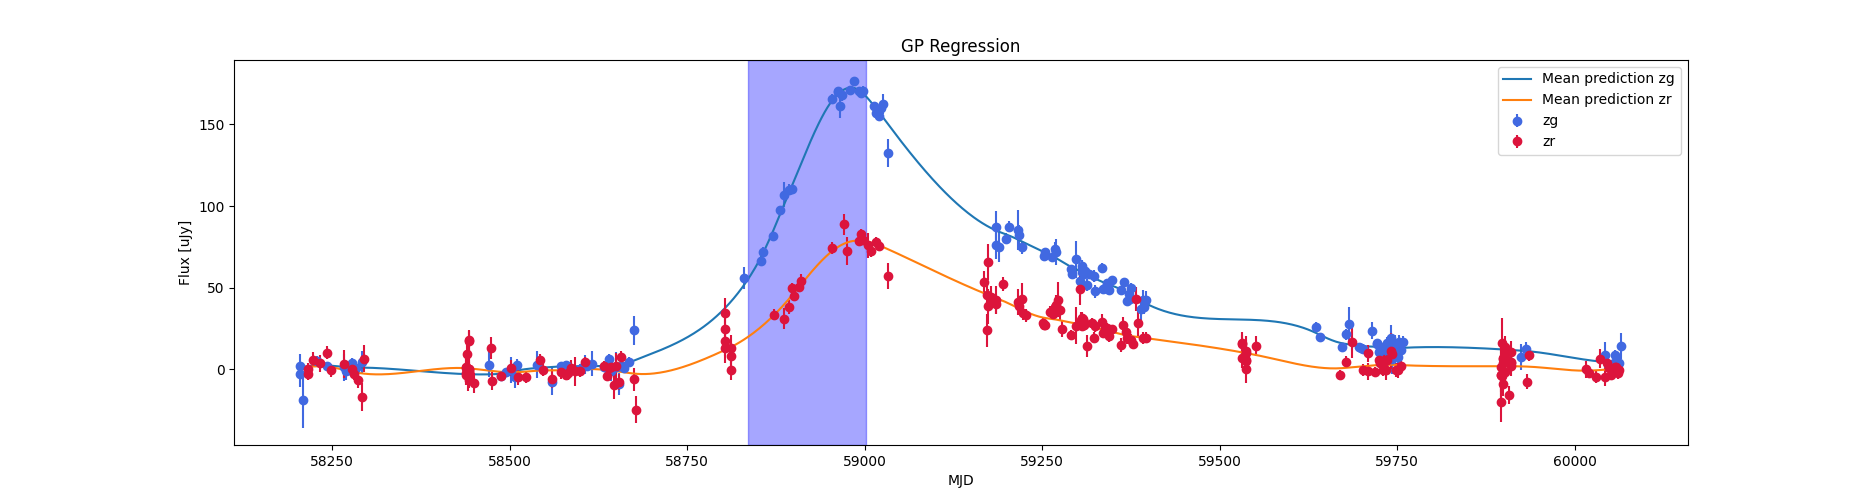 GP Regression
Mean prediction zg
Mean prediction zr
zg
zr
Flux [uJy]
150
100
50
0
58250
58500
58750
59000
59250
59500
59750
60000
MJD